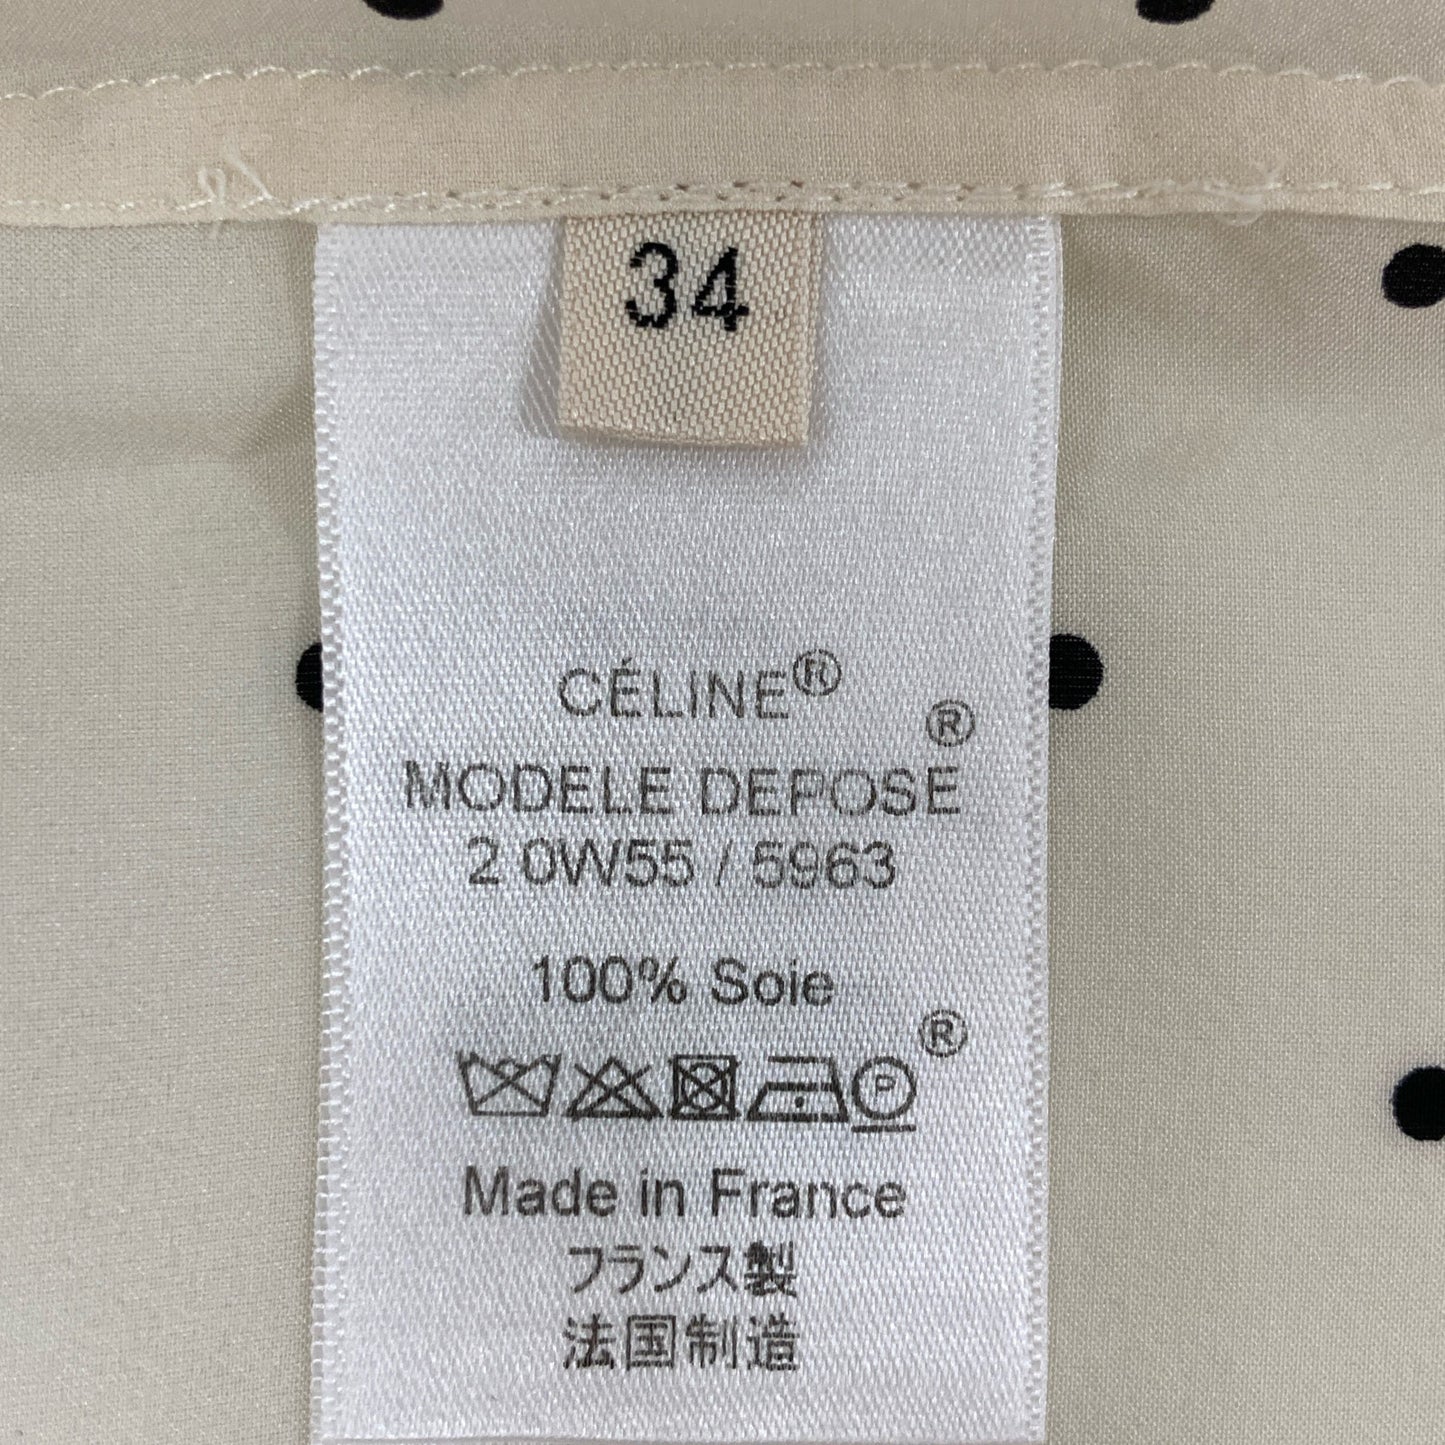 34
CÉLINE®
®
MODELE DEPOSE
2 0W55 / 5963
100% Soie
®
P
Made in France
フランス製
法国制造